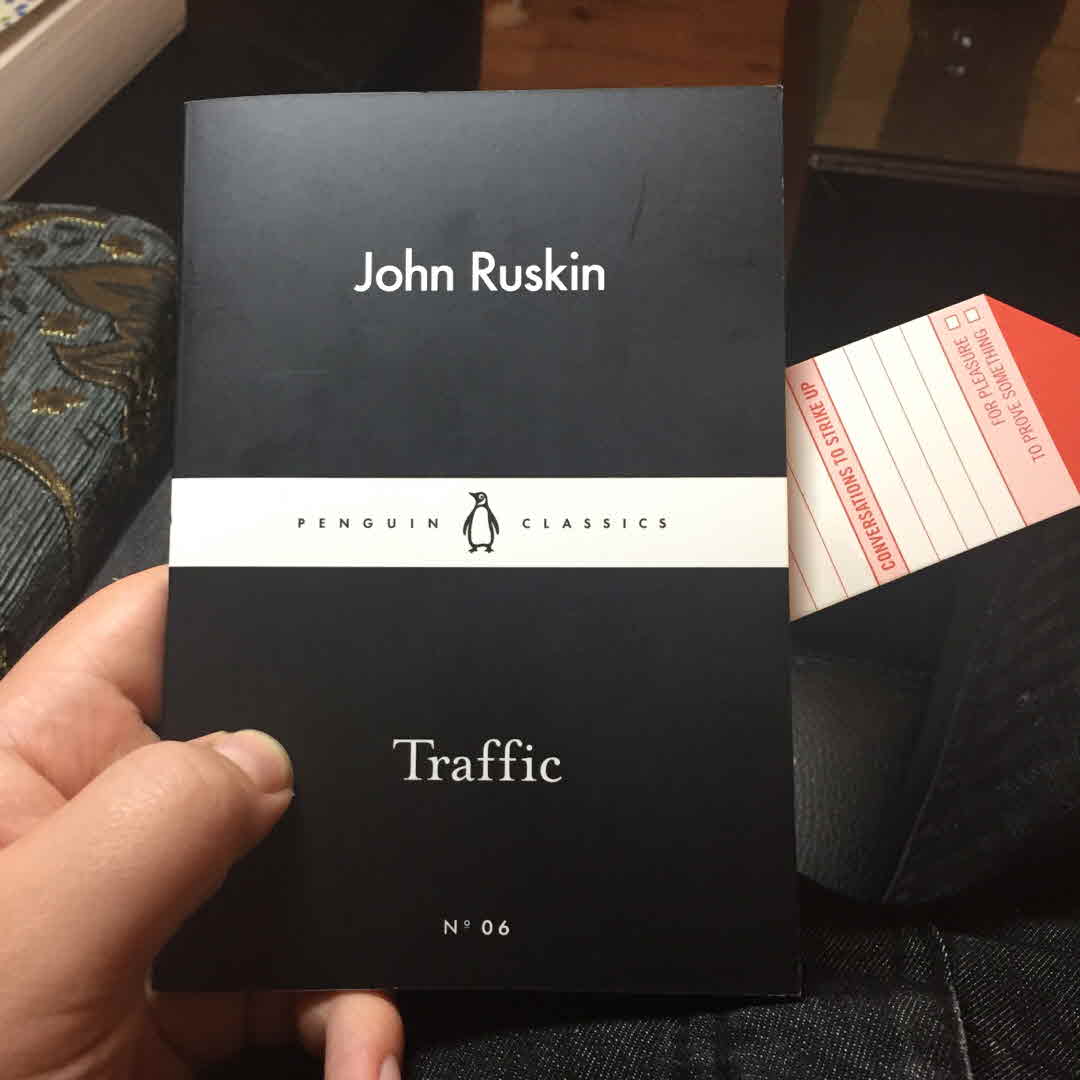 John Ruskin
PENGUIN CLASSICS
Traffic
Nº 06
CONVERSATIONS TO STRIKE UP
FOR PLEASURE
TO PROVE SOMETHING